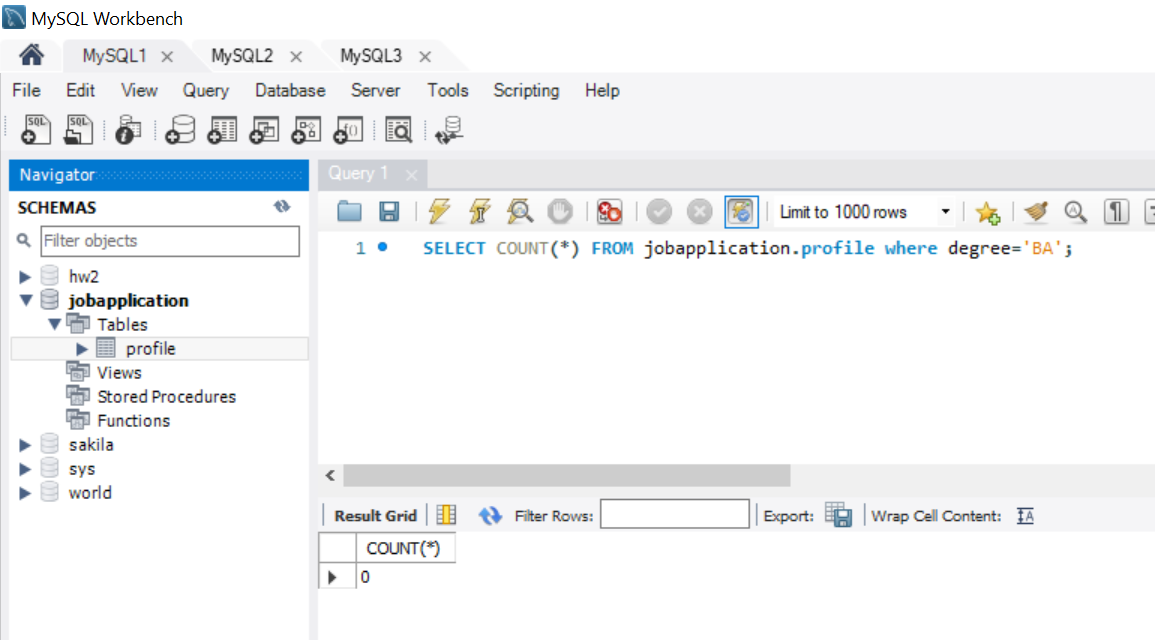 MySQL Workbench
MySQL1 MySQL2 MySQL3
File Edit View Query Database Server Tools Scripting Help
SQL SQL
Navigator
Query 1
SCHEMAS
Limit to 1000 rows
Filter objects
1 SELECT COUNT(*) FROM jobapplication.profile where degree='BA';
hw2
jobapplication
Tables
profile
Views
Stored Procedures
Functions
sakila
sys
world
Result Grid Filter Rows: Export: Wrap Cell Content:
COUNT(*)
0